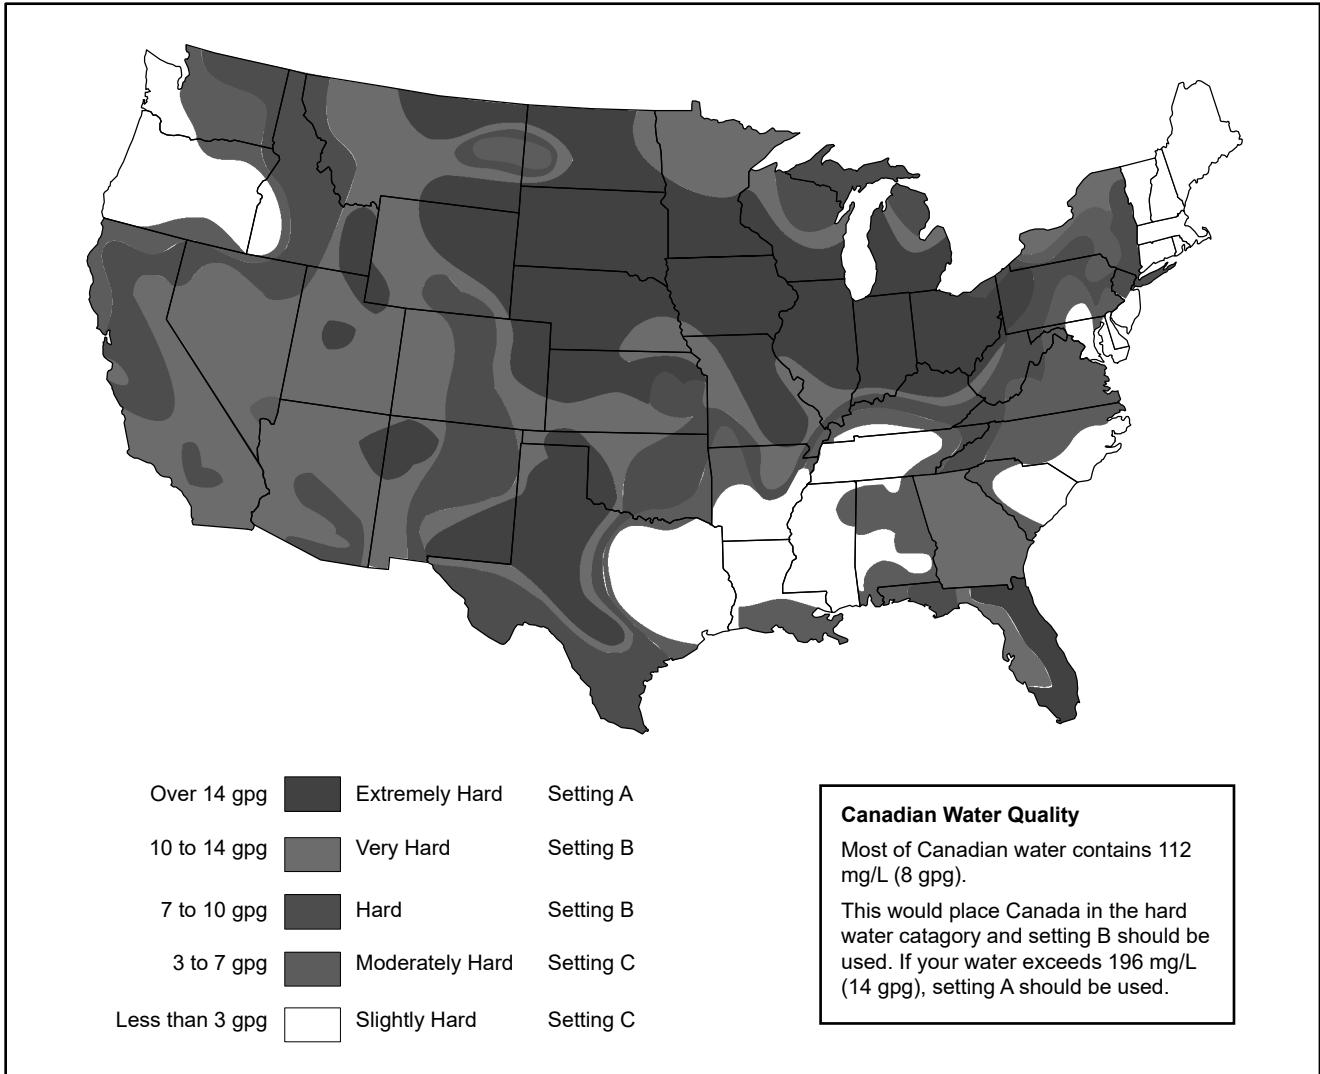 Over 14 gpg Extremely Hard Setting A
10 to 14 gpg Very Hard Setting B
7 to 10 gpg Hard Setting B
3 to 7 gpg Moderately Hard Setting C
Less than 3 gpg Slightly Hard Setting C
Canadian Water Quality
Most of Canadian water contains 112
mg/L (8 gpg).
This would place Canada in the hard
water catagory and setting B should be
used. If your water exceeds 196 mg/L
(14 gpg), setting A should be used.